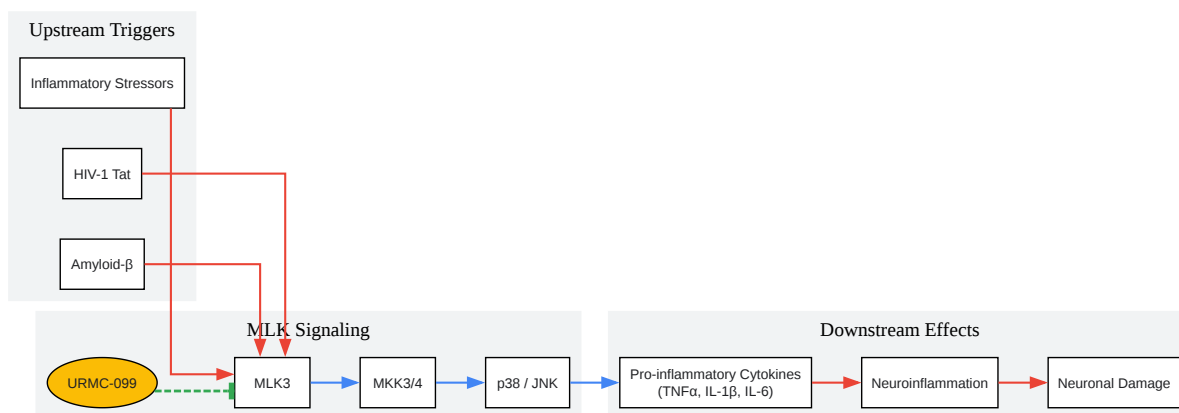 Upstream Triggers
Inflammatory Stressors
HIV-1 Tat
Amyloid-β
MLK Signaling
Downstream Effects
URMC-099
MLK3
MKK3/4
p38 / JNK
Pro-inflammatory Cytokines
(TNFα, IL-1β, IL-6)
Neuroinflammation
Neuronal Damage